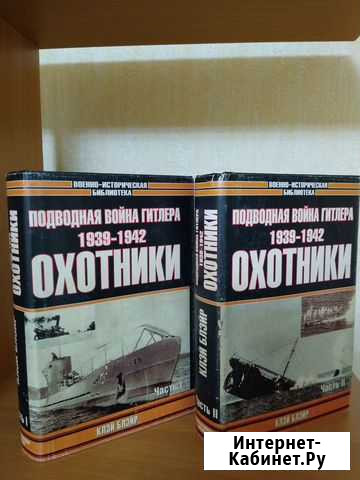 ВОЕННО-ИСТОРИЧЕСКАЯ
БИБЛИОТЕКА
ПОДВОДНАЯ ВОЙНА ГИТЛЕРА
1939-1942
ОХОТНИКИ
Часть I
КЛЭЙ БЛЭЙР
ОХОТНИКИ
ВОЕННО-ИСТОРИЧЕСКАЯ
БИБЛИОТЕКА
ПОДВОДНАЯ ВОЙНА ГИТЛЕРА
1939-1942
ОХОТНИКИ
Часть II
КЛЭЙ БЛЭЙР
ОХОТНИКИ
КЛЭЙ БЛЭЙР
ЧАСТЬ II
Интернет-
Кабинет.Ру